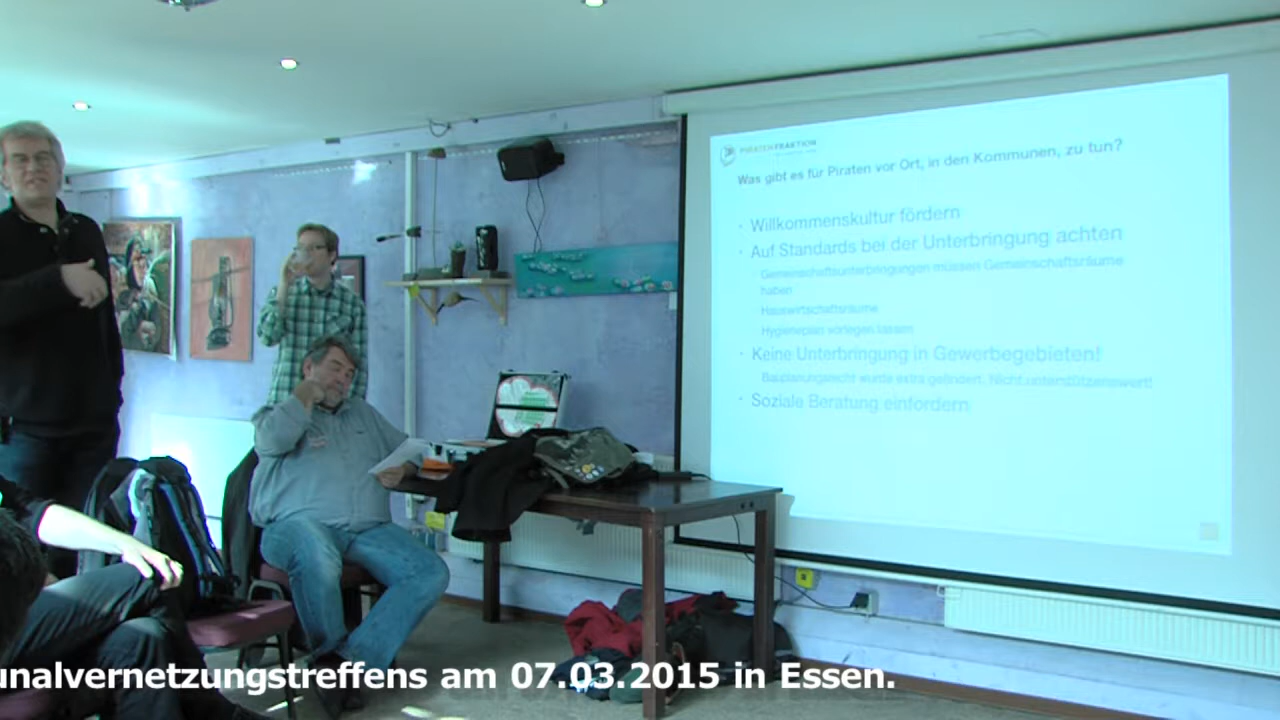 PIRATENFRAKTION
Was gibt es für Piraten vor Ort, in den Kommunen, zu tun?
Willkommenskultur fördern
Auf Standards bei der Unterbringung achten
Gemeinschaftsunterbringungen müssen Gemeinschaftsräume
haben
Hauswirtschaftsräume
Hygieneplan vorlegen lassen
Keine Unterbringung in Gewerbegebieten!
Bauplanungsrecht wurde extra geändert. Nicht unterstützenswert!
Soziale Beratung einfordern
unalvernetzungstreffens am 07.03.2015 in Essen.